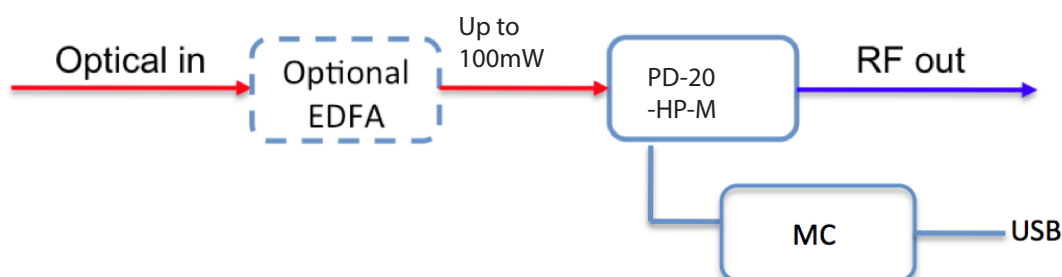 Optical in
Optional
EDFA
Up to
100mW
PD-20
-HP-M
RF out
MC
USB